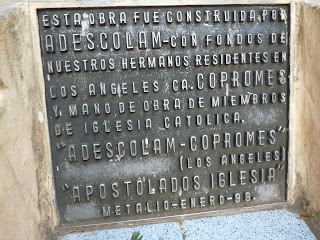 ESTA OBRA FUE CONSTRUIDA POR
ADESCOLAM-CON FONDOS DE
NUESTROS HERMANOS RESIDENTES EN
LOS ANGELES CA. COPROMES
Y MANO DE OBRA DE MIEMBROS
DE IGLESIA CATOLICA.
"ADESCOLAM-COPROMES"
(LOS ANGELES)
"APOSTOLADOS IGLESIA"
METALIO-ENERO-99.